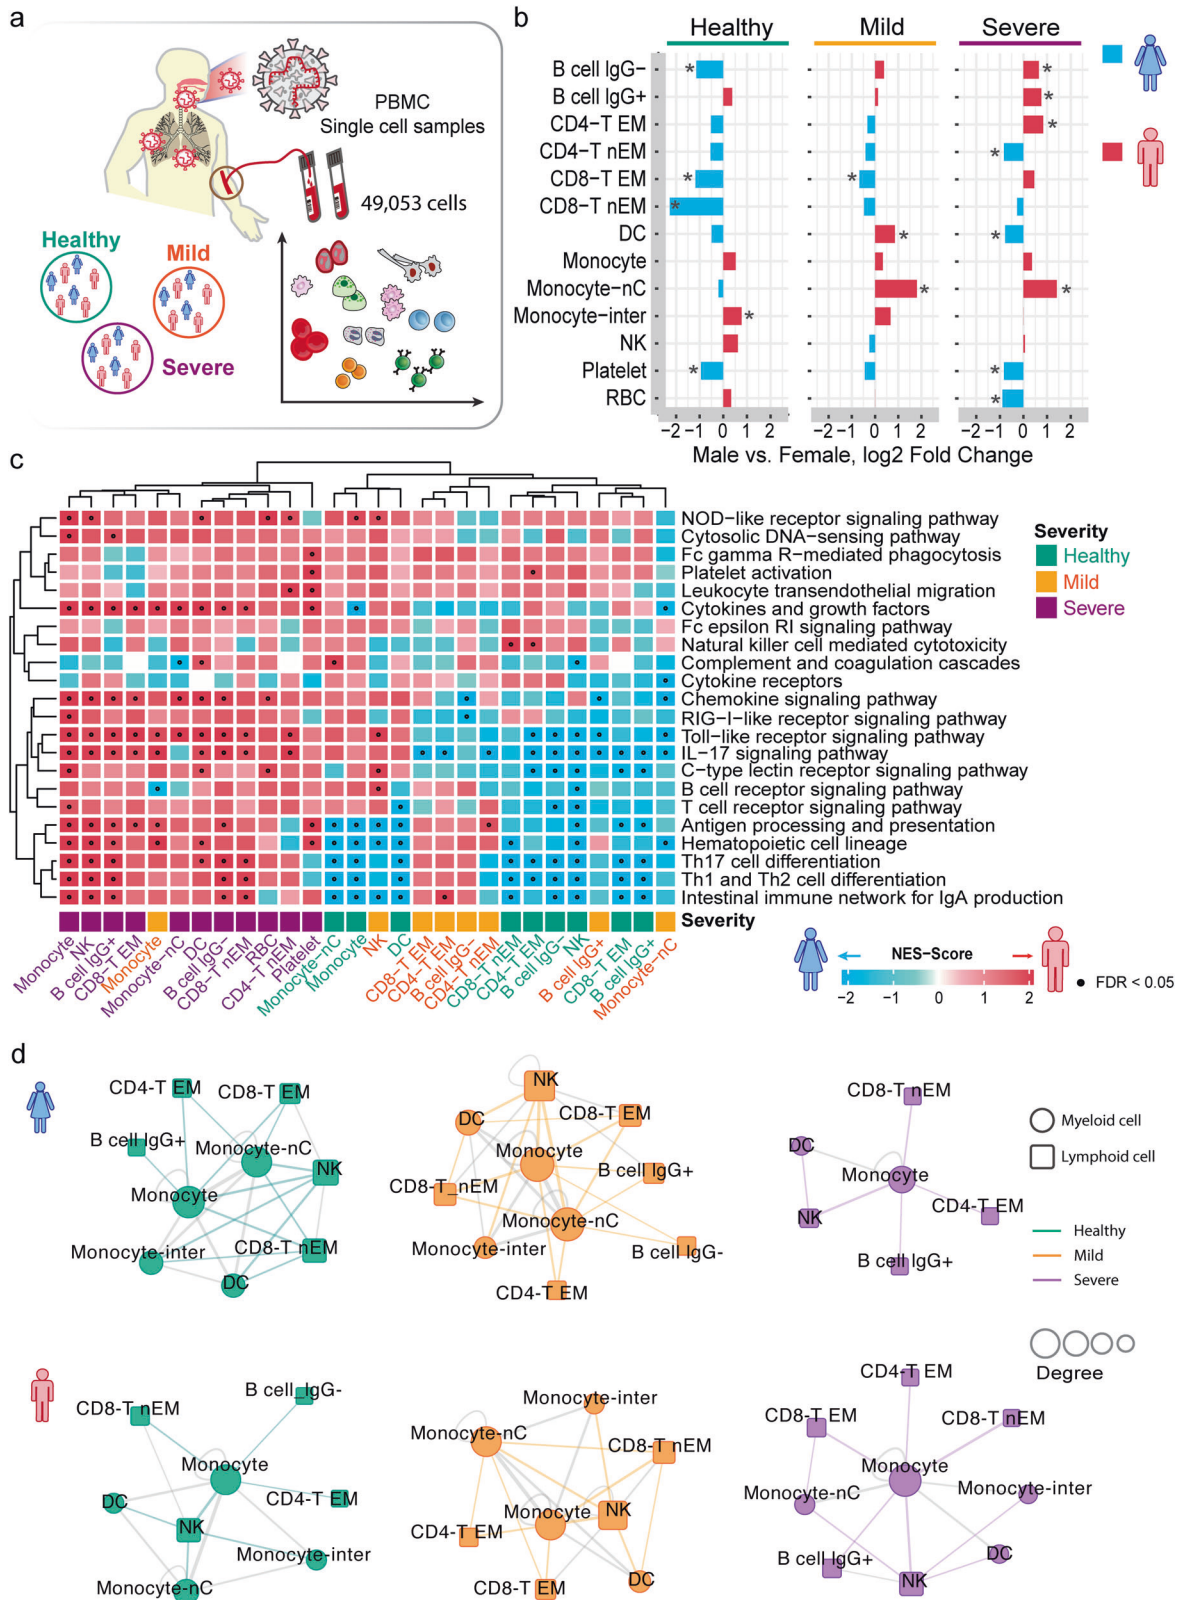 a
PBMC
Single cell samples
49,053 cells
Healthy
Mild
Severe
b
Healthy Mild Severe
B cell IgG−
B cell IgG+
CD4−T EM
CD4−T nEM
CD8−T EM
CD8−T nEM
DC
Monocyte
Monocyte−nC
Monocyte−inter
NK
Platelet
RBC
−2 −1 0 1 2 −2 −1 0 1 2 −2 −1 0 1 2
Male vs. Female, log2 Fold Change
c
NOD−like receptor signaling pathway
Cytosolic DNA−sensing pathway
Fc gamma R−mediated phagocytosis
Platelet activation
Leukocyte transendothelial migration
Cytokines and growth factors
Fc epsilon RI signaling pathway
Natural killer cell mediated cytotoxicity
Complement and coagulation cascades
Cytokine receptors
Chemokine signaling pathway
RIG−I−like receptor signaling pathway
Toll−like receptor signaling pathway
IL−17 signaling pathway
C−type lectin receptor signaling pathway
B cell receptor signaling pathway
T cell receptor signaling pathway
Antigen processing and presentation
Hematopoietic cell lineage
Th17 cell differentiation
Th1 and Th2 cell differentiation
Intestinal immune network for IgA production
Severity
Healthy
Mild
Severe
Severity
Monocyte
NK
B cell IgG+
CD8−T EM
Monocyte
Monocyte−nC
DC
B cell IgG−
CD8−T nEM
RBC
CD4−T nEM
Platelet
Monocyte−nC
Monocyte
NK
DC
CD8−T EM
CD4−T EM
B cell IgG−
CD4−T nEM
CD8−T nEM
CD4−T EM
B cell IgG−
NK
B cell IgG+
CD8−T EM
B cell IgG+
Monocyte−nC
NES−Score
−2 −1 0 1 2
FDR < 0.05
d
CD4-T EM
CD8-T EM
B cell IgG+
Monocyte-nC
NK
Monocyte
Monocyte-inter
CD8-T nEM
DC
NK
DC
CD8-T EM
Monocyte
B cell IgG+
CD8-T_nEM
Monocyte-nC
Monocyte-inter
B cell IgG-
CD4-T EM
CD8-T nEM
DC
Monocyte
NK
CD4-T EM
B cell IgG+
Myeloid cell
Lymphoid cell
Healthy
Mild
Severe
Degree
B cell_IgG-
CD8-T nEM
Monocyte
DC
CD4-T EM
NK
Monocyte-inter
Monocyte-nC
Monocyte-inter
Monocyte-nC
CD8-T nEM
Monocyte
NK
CD4-T EM
CD8-T EM
DC
CD4-T EM
CD8-T EM
CD8-T nEM
Monocyte
Monocyte-nC
Monocyte-inter
B cell IgG+
DC
NK